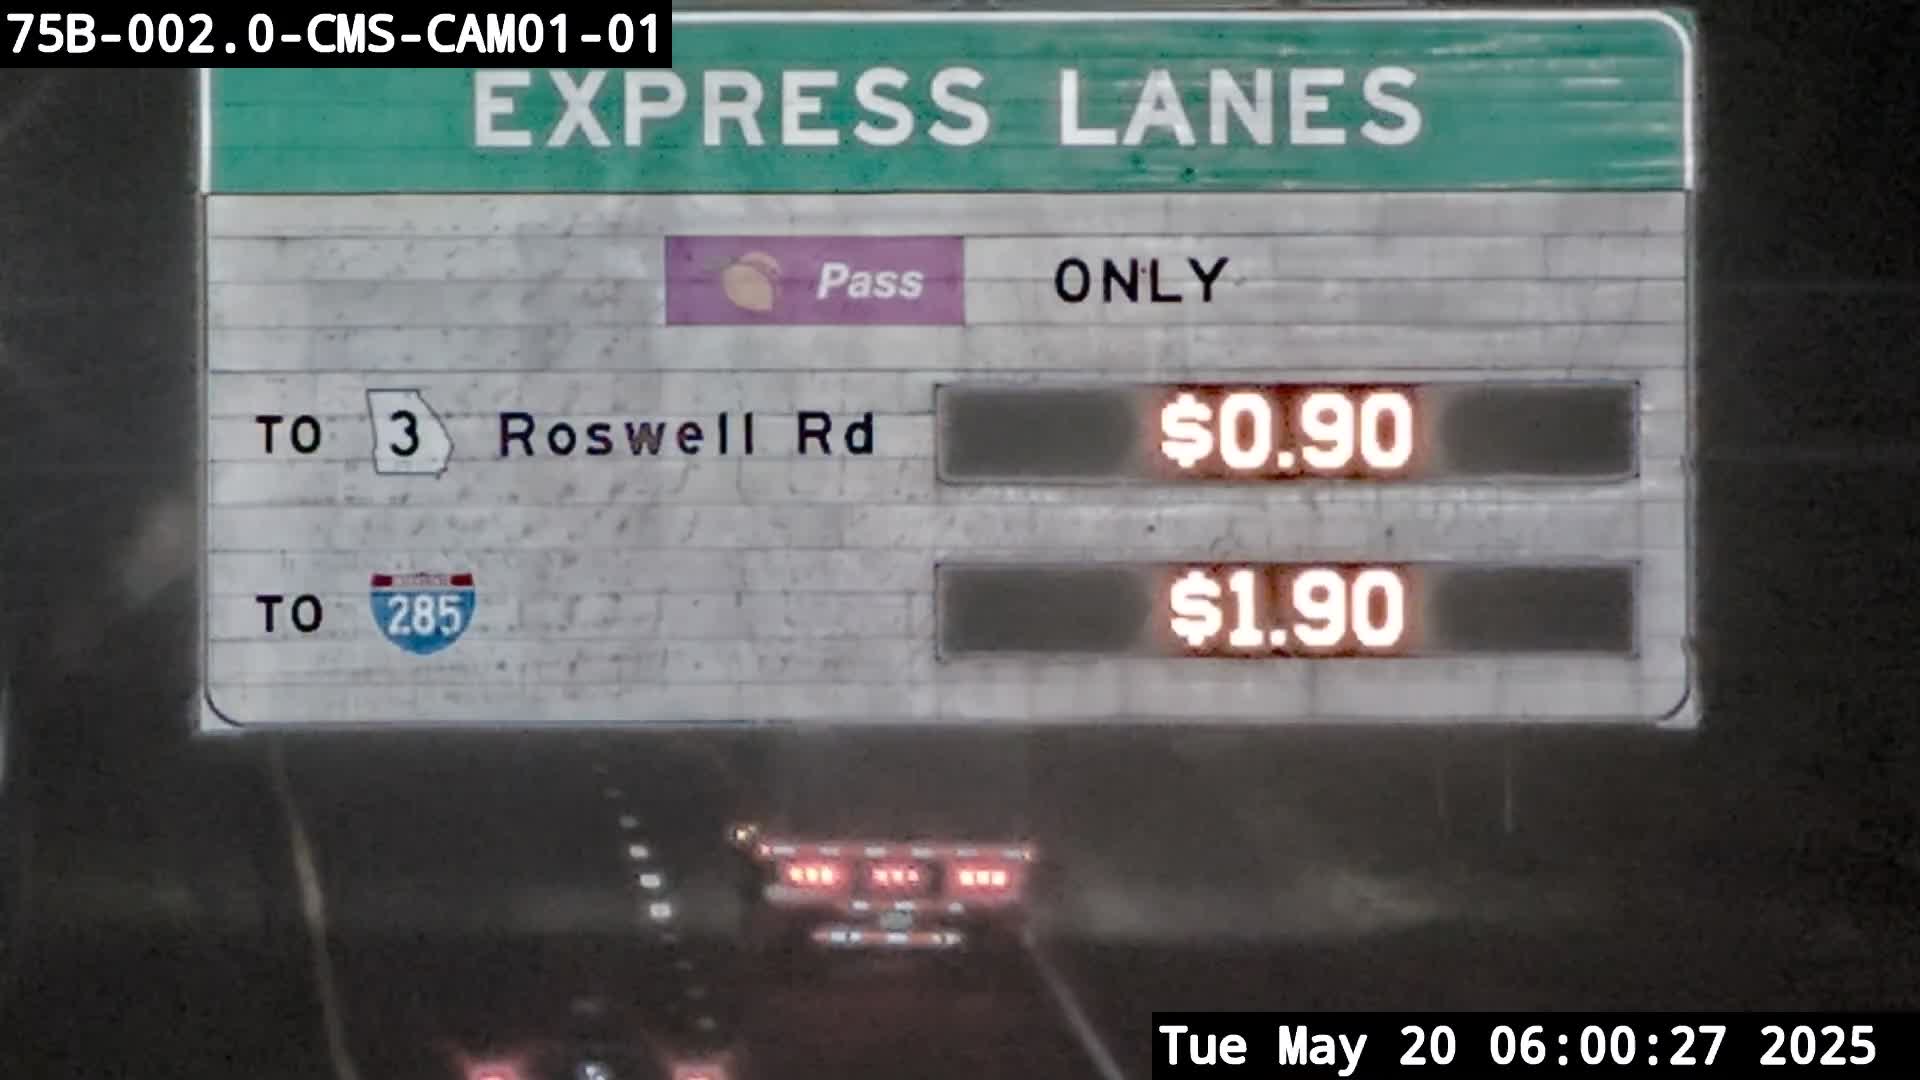 75B-002.0-CMS-CAM01-01
EXPRESS LANES
Pass ONLY
TO 3 Roswell Rd $0.90
TO 285 $1.90
Tue May 20 06:00:27 2025